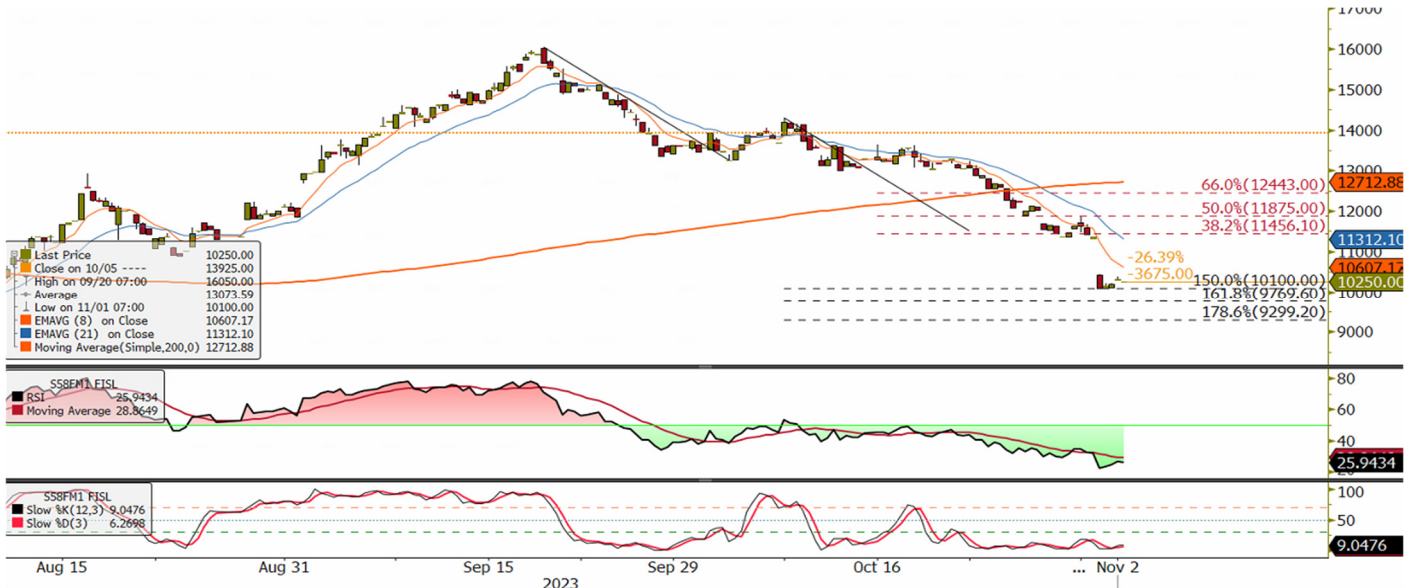 17000
16000
15000
14000
13000
12712.88
66.0%(12443.00)
50.0%(11875.00)
12000
38.2%(11456.10)
11312.10
11000
-26.39%
-3675.00
10607.17
150.0%(10100.00)
10250.00
10000
161.8%(9769.60)
178.6%(9299.20)
9000
Last Price 10250.00
Close on 10/05 ---- 13925.00
High on 09/20 07:00 16050.00
Average 13073.59
Low on 11/01 07:00 10100.00
EMAVG (8) on Close 10607.17
EMAVG (21) on Close 11312.10
Moving Average(Simple,200,0) 12712.88
S58FM1 FISL
RSI 25.9434
Moving Average 28.8649
80
60
40
25.9434
S58FM1 FISL
Slow %K(12,3) 9.0476
Slow %D(3) 6.2698
100
50
9.0476
Aug 15 Aug 31 Sep 15 Sep 29 Oct 16 ... Nov 2
2023